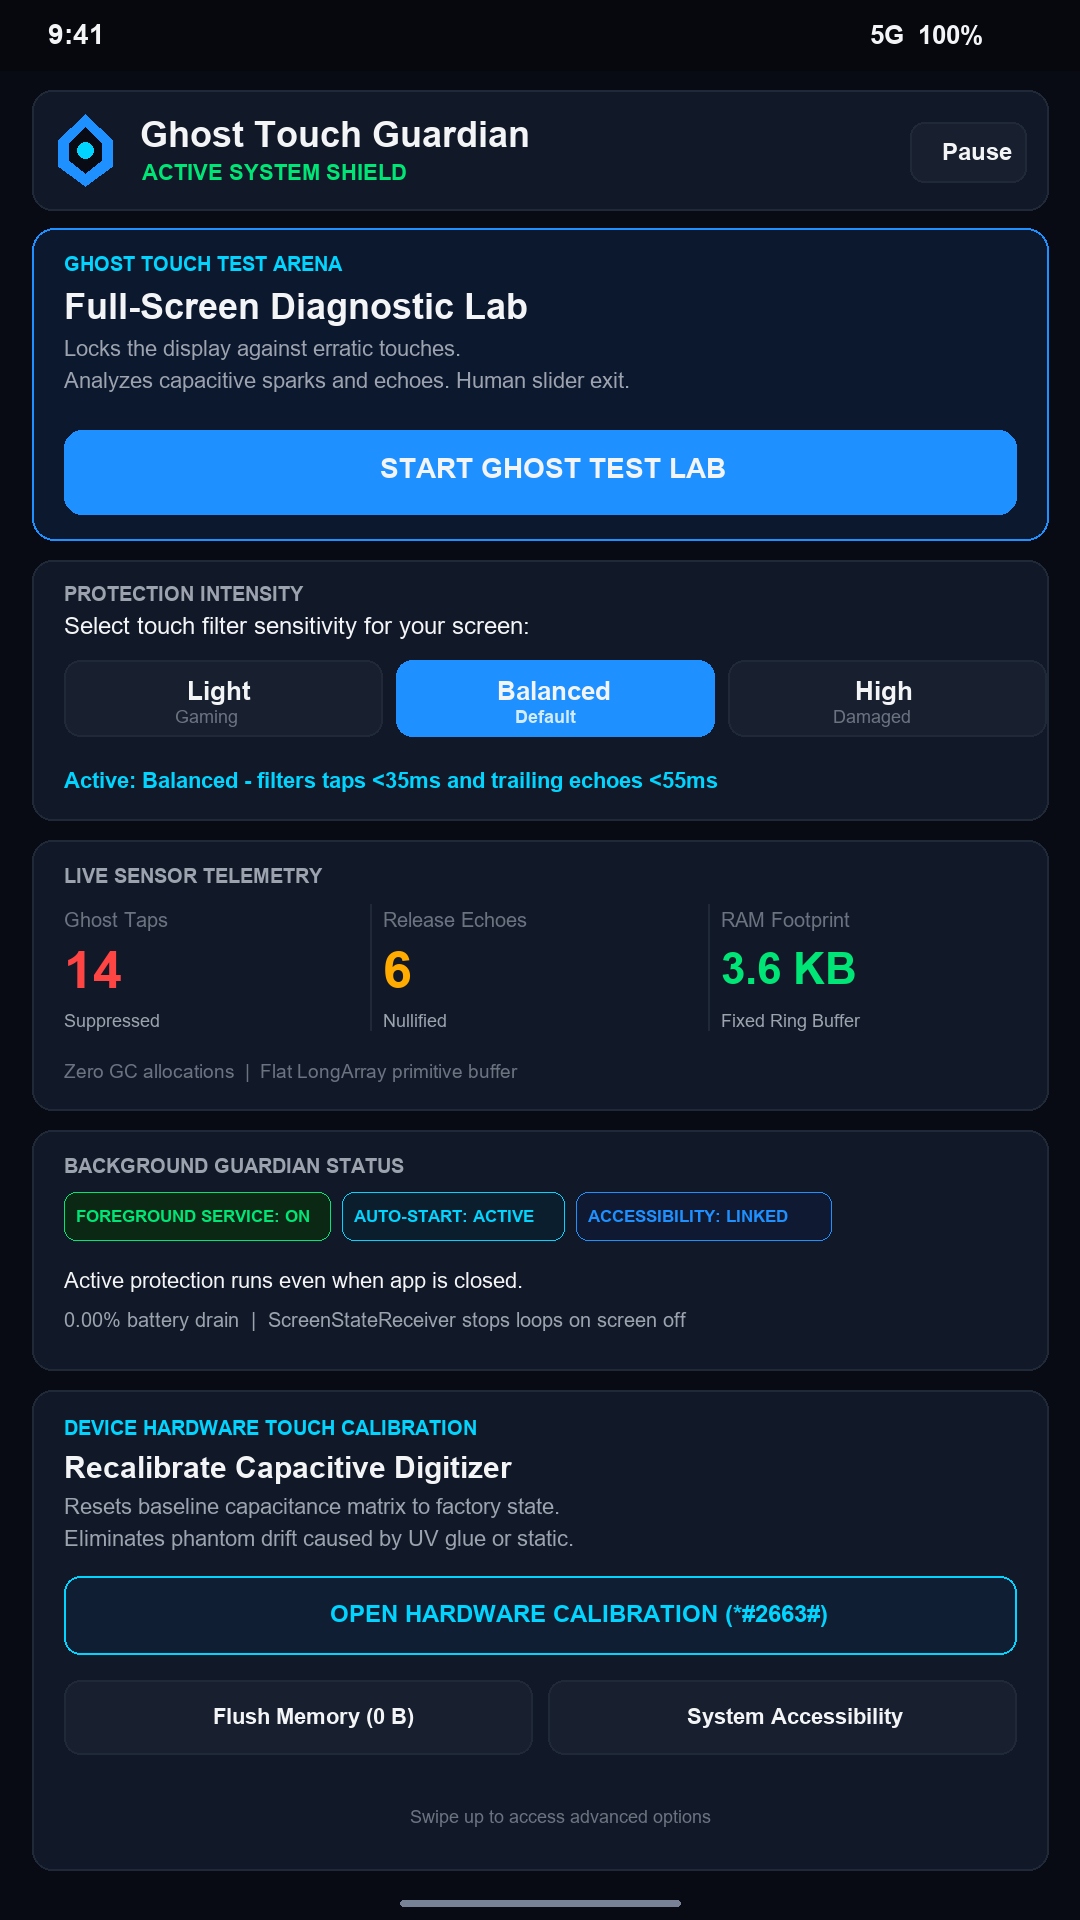 9:41
5G 100%
Ghost Touch Guardian
ACTIVE SYSTEM SHIELD
Pause
GHOST TOUCH TEST ARENA
Full-Screen Diagnostic Lab
Locks the display against erratic touches.
Analyzes capacitive sparks and echoes. Human slider exit.
START GHOST TEST LAB
PROTECTION INTENSITY
Select touch filter sensitivity for your screen:
Light
Gaming
Balanced
Default
High
Damaged
Active: Balanced - filters taps <35ms and trailing echoes <55ms
LIVE SENSOR TELEMETRY
Ghost Taps
14
Suppressed
Release Echoes
6
Nullified
RAM Footprint
3.6 KB
Fixed Ring Buffer
Zero GC allocations | Flat LongArray primitive buffer
BACKGROUND GUARDIAN STATUS
FOREGROUND SERVICE: ON
AUTO-START: ACTIVE
ACCESSIBILITY: LINKED
Active protection runs even when app is closed.
0.00% battery drain | ScreenStateReceiver stops loops on screen off
DEVICE HARDWARE TOUCH CALIBRATION
Recalibrate Capacitive Digitizer
Resets baseline capacitance matrix to factory state.
Eliminates phantom drift caused by UV glue or static.
OPEN HARDWARE CALIBRATION (*#2663#)
Flush Memory (0 B)
System Accessibility
Swipe up to access advanced options